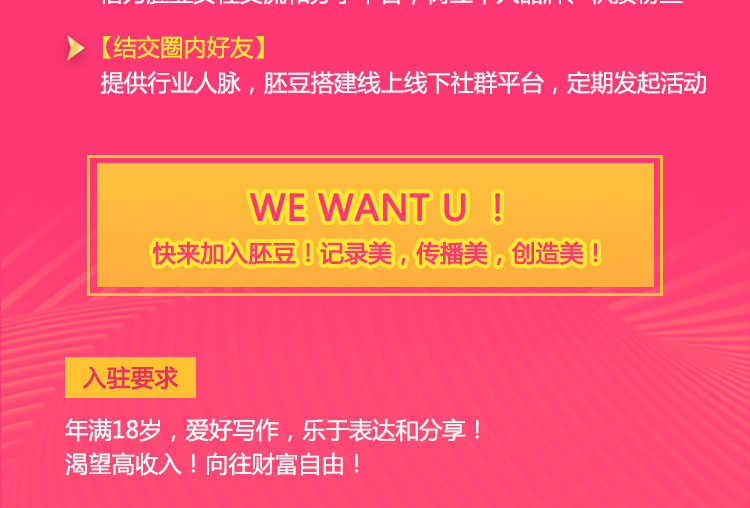 【结交圈内好友】
提供行业人脉，胚豆搭建线上线下社群平台，定期发起活动
WE WANT U ！
快来加入胚豆！记录美，传播美，创造美！
入驻要求
年满18岁，爱好写作，乐于表达和分享！
渴望高收入！向往财富自由！